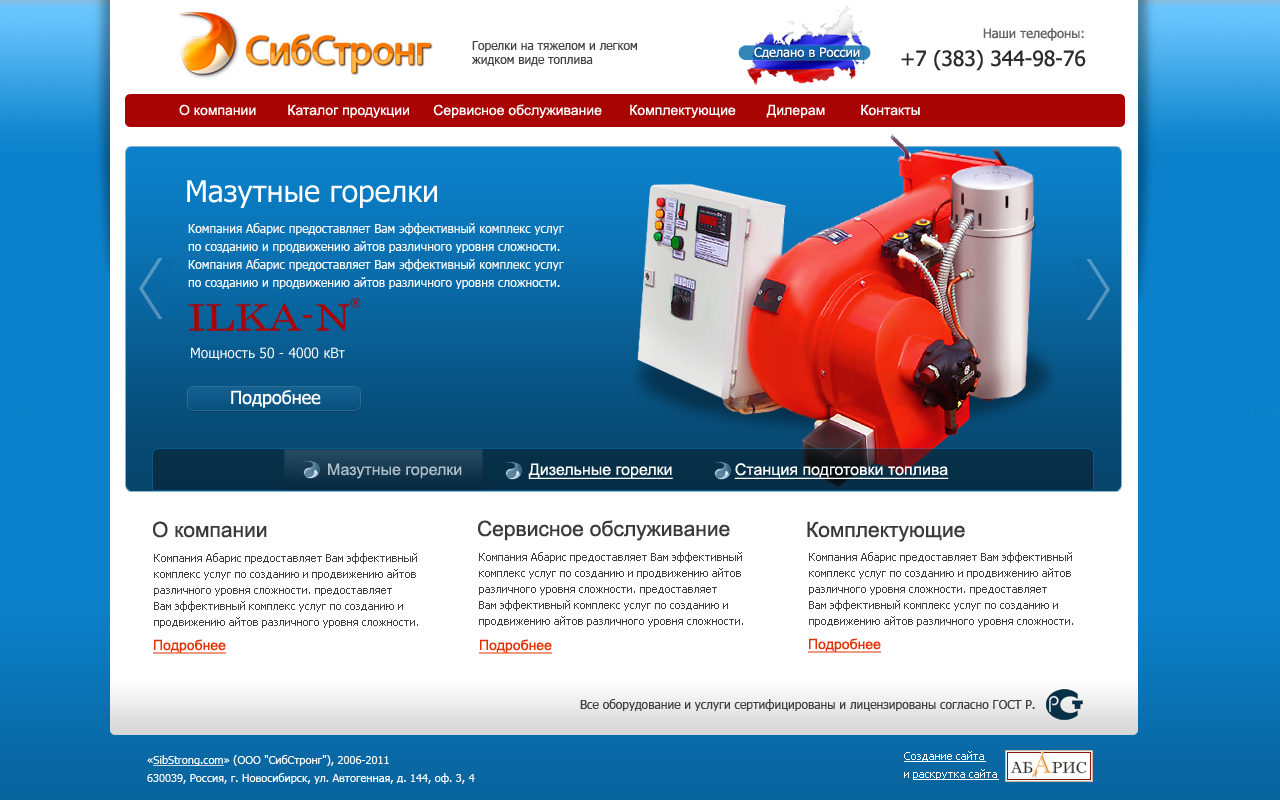 СибСтронг
Горелки на тяжелом и легком
жидком виде топлива
Сделано в России
Наши телефоны:
+7 (383) 344-98-76
О компании
Каталог продукции
Сервисное обслуживание
Комплектующие
Дилерам
Контакты
Мазутные горелки
Компания Абарис предоставляет Вам эффективный комплекс услуг
по созданию и продвижению айтов различного уровня сложности.
Компания Абарис предоставляет Вам эффективный комплекс услуг
по созданию и продвижению айтов различного уровня сложности.
ILKA-N®
Мощность 50 - 4000 кВт
Подробнее
Мазутные горелки
Дизельные горелки
Станция подготовки топлива
О компании
Компания Абарис предоставляет Вам эффективный
комплекс услуг по созданию и продвижению айтов
различного уровня сложности. предоставляет
Вам эффективный комплекс услуг по созданию и
продвижению айтов различного уровня сложности.
Подробнее
Сервисное обслуживание
Компания Абарис предоставляет Вам эффективный
комплекс услуг по созданию и продвижению айтов
различного уровня сложности. предоставляет
Вам эффективный комплекс услуг по созданию и
продвижению айтов различного уровня сложности.
Подробнее
Комплектующие
Компания Абарис предоставляет Вам эффективный
комплекс услуг по созданию и продвижению айтов
различного уровня сложности. предоставляет
Вам эффективный комплекс услуг по созданию и
продвижению айтов различного уровня сложности.
Подробнее
Все оборудование и услуги сертифицированы и лицензированы согласно ГОСТ Р.
РСТ
«SibStrong.com» (ООО "СибСтронг"), 2006-2011
630039, Россия, г. Новосибирск, ул. Автогенная, д. 144, оф. 3, 4
Создание сайта
и раскрутка сайта
АБАРИС